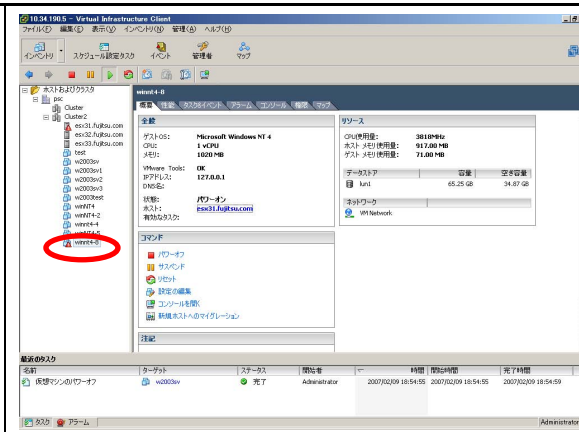 10.34.190.5 - Virtual Infrastructure Client
ファイル(F) 編集(E) 表示(V) インベントリ(N) 管理(A) ヘルプ(H)
インベントリ スケジュール設定タスク イベント 管理者 マップ
ホストおよびクラスタ
psc
Cluster
Cluster2
esx31.fujitsu.com
esx32.fujitsu.com
esx33.fujitsu.com
test
w2003sv
w2003sv1
w2003sv2
w2003sv3
w2003test
winNT4
winNT4-2
winnt4-4
winNT4-5
winnt4-8
winnt4-8
概要 性能 タスク&イベント アラーム コンソール 権限 マップ
全般
ゲストOS: Microsoft Windows NT 4
CPU: 1 vCPU
メモリ: 1020 MB
VMware Tools: OK
IPアドレス: 127.0.0.1
DNS名:
状態: パワーオン
ホスト: esx31.fujitsu.com
有効なタスク:
コマンド
パワーオフ
サスペンド
リセット
設定の編集
コンソールを開く
新規ホストへのマイグレーション
注記
リソース
CPU使用量: 3818MHz
ホスト メモリ使用量: 917.00 MB
ゲスト メモリ使用量: 71.00 MB
データストア 容量 空き容量
lun1 65.25 GB 34.87 GB
ネットワーク
VM Network
最近のタスク
名前 ターゲット ステータス 開始者 時間 開始時間 完了時間
仮想マシンのパワーオフ w2003sv 完了 Administrator 2007/02/09 18:54:55 2007/02/09 18:54:55 2007/02/09 18:54:59
タスク アラーム Administrator